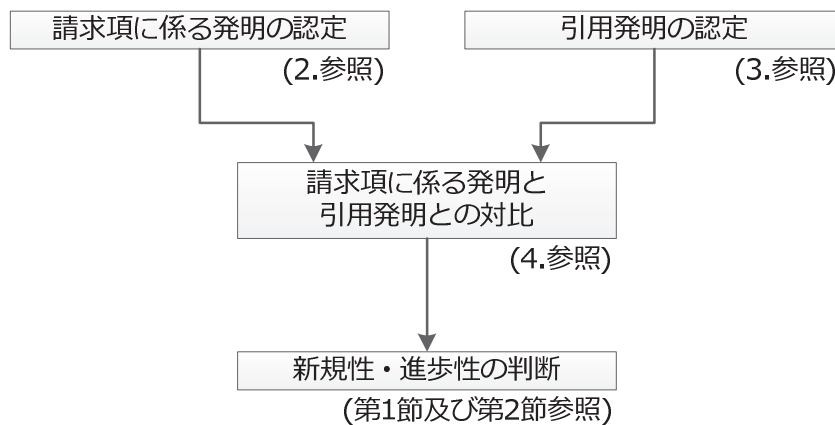 請求項に係る発明の認定
(2.参照)
引用発明の認定
(3.参照)
請求項に係る発明と
引用発明との対比
(4.参照)
新規性・進歩性の判断
(第1節及び第2節参照)